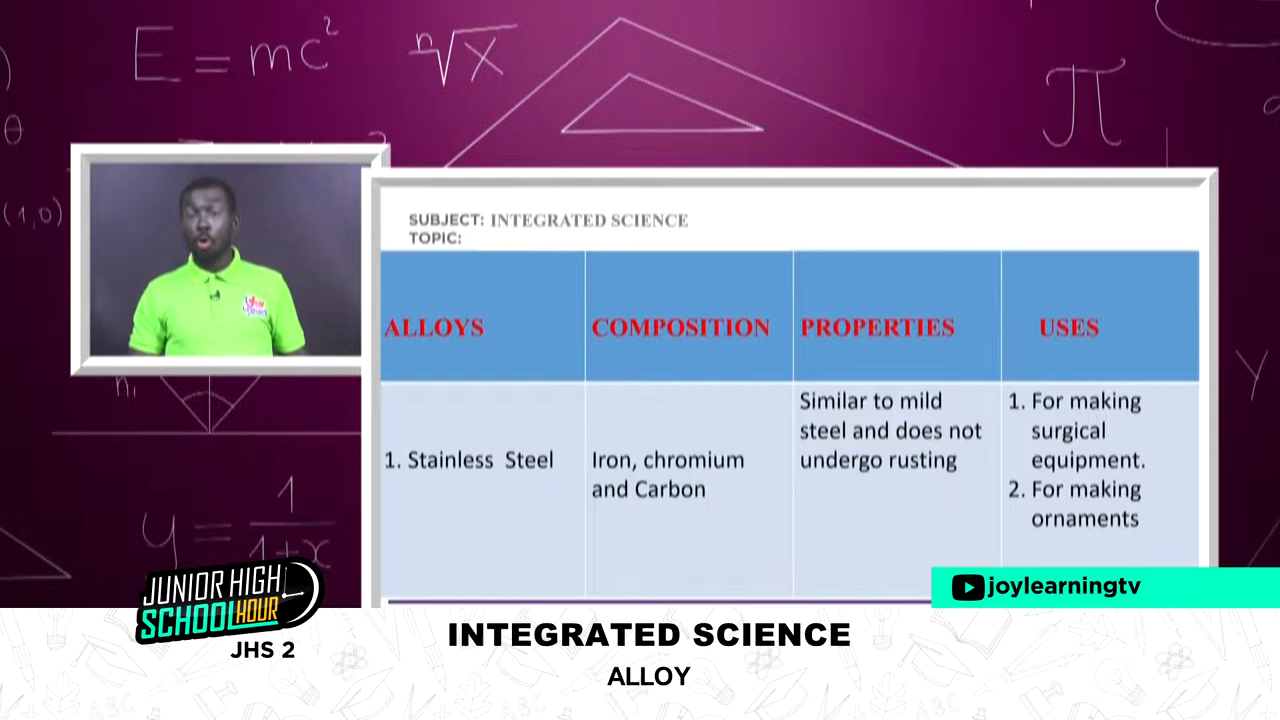 E = mc²
ⁿ√X
π
θ
(1,0)
SUBJECT: INTEGRATED SCIENCE
TOPIC:
ALLOYS COMPOSITION PROPERTIES USES
1. Stainless Steel
Iron, chromium
and Carbon
Similar to mild
steel and does not
undergo rusting
1. For making
surgical
equipment.
2. For making
ornaments
n₁
Y
y = 1/1+x
JUNIOR HIGH
SCHOOL HOUR
JHS 2
joylearningtv
INTEGRATED SCIENCE
ALLOY